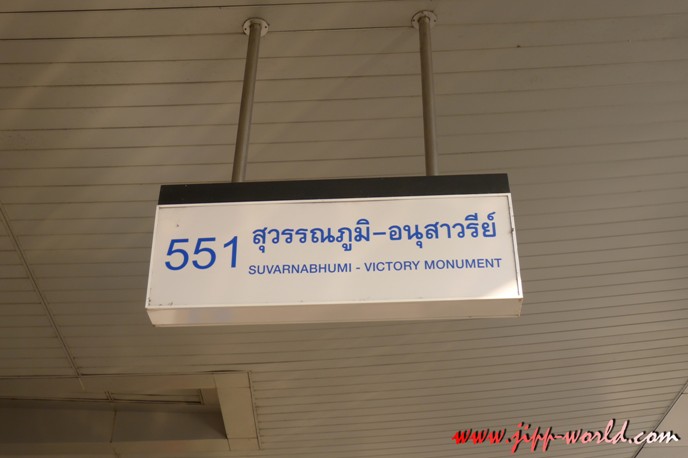 551 สุวรรณภูมิ-อนุสาวรีย์
SUVARNABHUMI - VICTORY MONUMENT
www.jipp-world.com